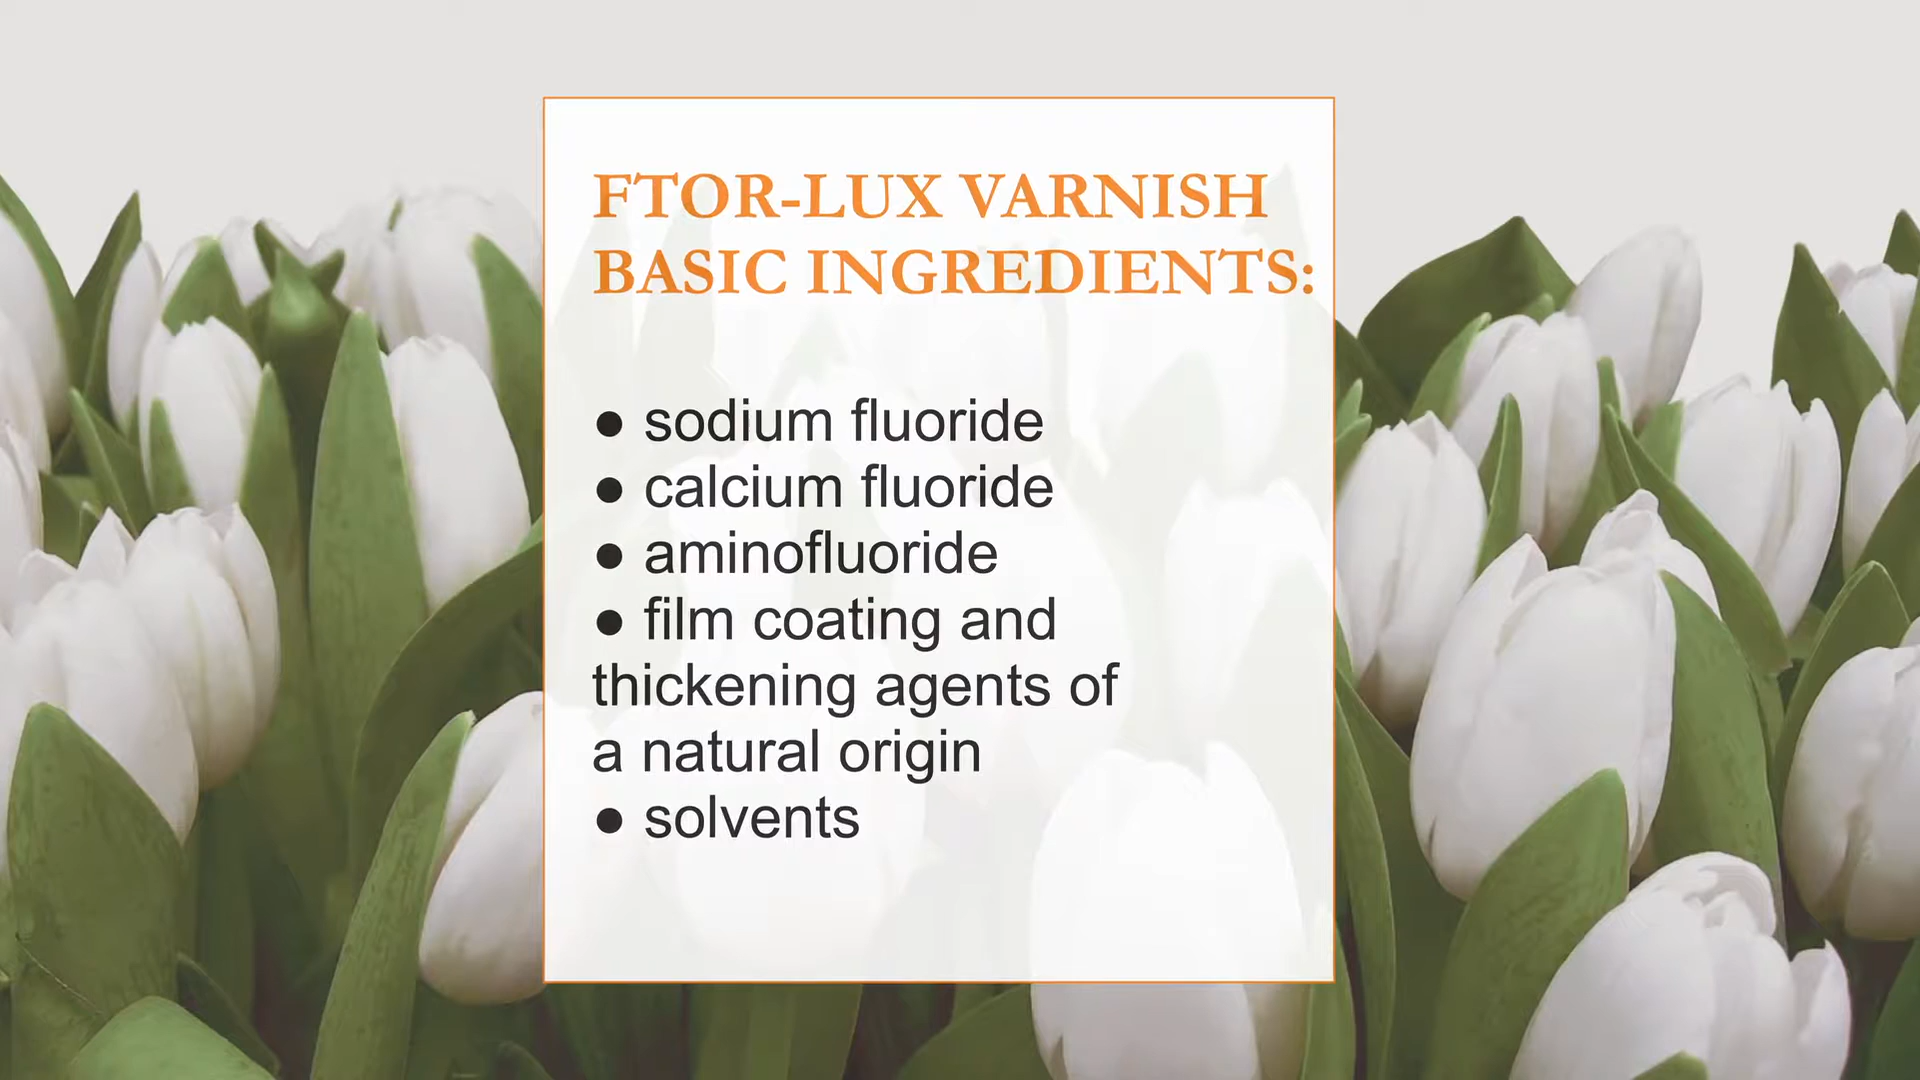 FTOR-LUX VARNISH
BASIC INGREDIENTS:
● sodium fluoride
● calcium fluoride
● aminofluoride
● film coating and
thickening agents of
a natural origin
● solvents